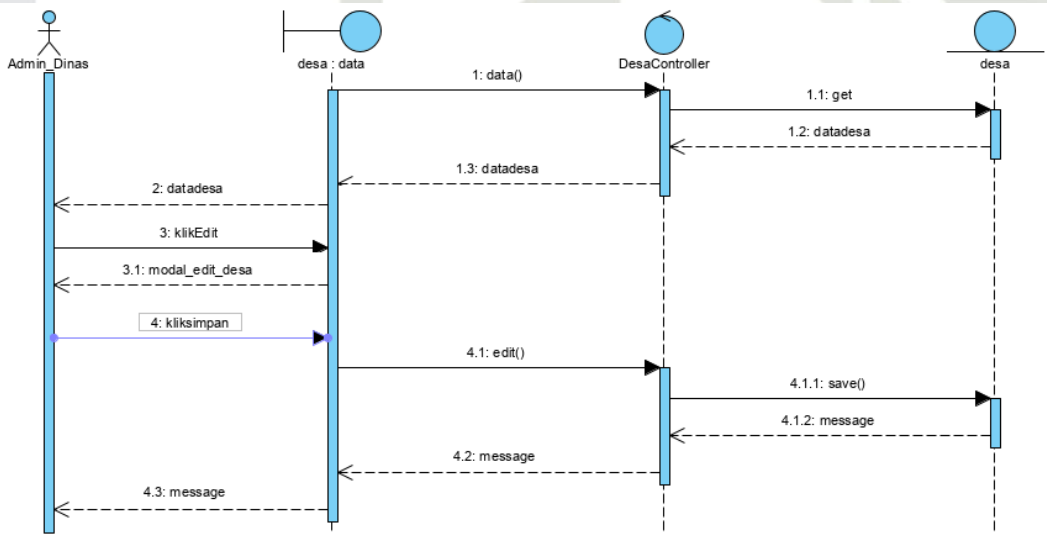 Admin_Dinas
desa : data
DesaController
desa
1: data()
1.1: get
1.2: datadesa
1.3: datadesa
2: datadesa
3: klikEdit
3.1: modal_edit_desa
4: kliksimpan
4.1: edit()
4.1.1: save()
4.1.2: message
4.2: message
4.3: message